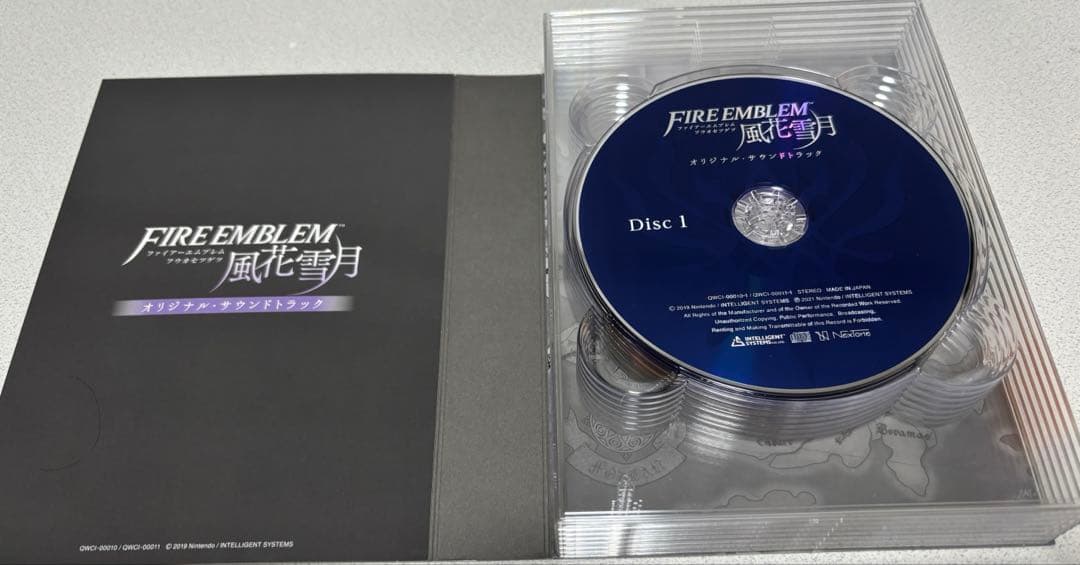 FIRE EMBLEM™
ファイアーエムブレム
フウカセツゲツ
風花雪月
オリジナル・サウンドトラック
QWCI-00010 / QWCI-00011 © 2019 Nintendo / INTELLIGENT SYSTEMS
FIRE EMBLEM™
ファイアーエムブレム
フウカセツゲツ
風花雪月
オリジナル・サウンドトラック
Disc 1
QWCI-00010-1 / QWCI-00011-1 STEREO MADE IN JAPAN
© 2019 Nintendo / INTELLIGENT SYSTEMS ℗ 2021 Nintendo / INTELLIGENT SYSTEMS
All Rights of the Manufacturer and of the Owner of the Recorded Work Reserved.
Unauthorized Copying, Public Performance, Broadcasting,
Renting and Making Transmittable of this Record is Forbidden.
INTELLIGENT
SYSTEMS CO., LTD.
NexTone